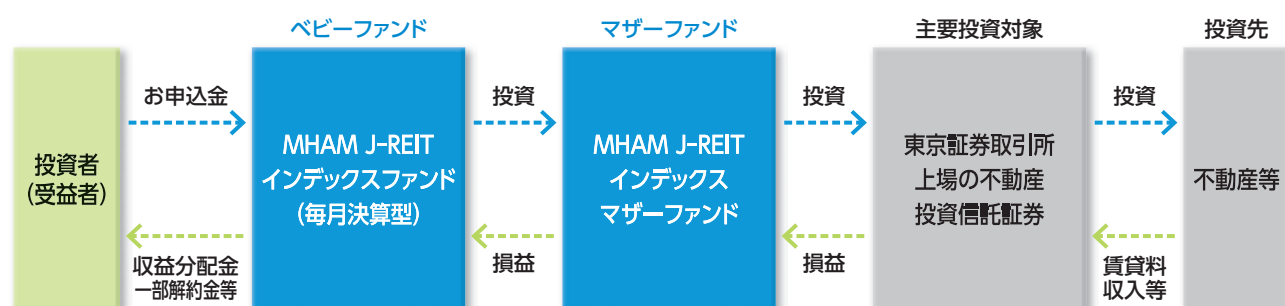 ベビーファンド
マザーファンド
主要投資対象
投資先
投資者
(受益者)
お申込金
収益分配金
一部解約金等
MHAM J-REIT
インデックスファンド
(毎月決算型)
投資
損益
MHAM J-REIT
インデックス
マザーファンド
投資
損益
東京証券取引所
上場の不動産
投資信託証券
投資
賃貸料
収入等
不動産等